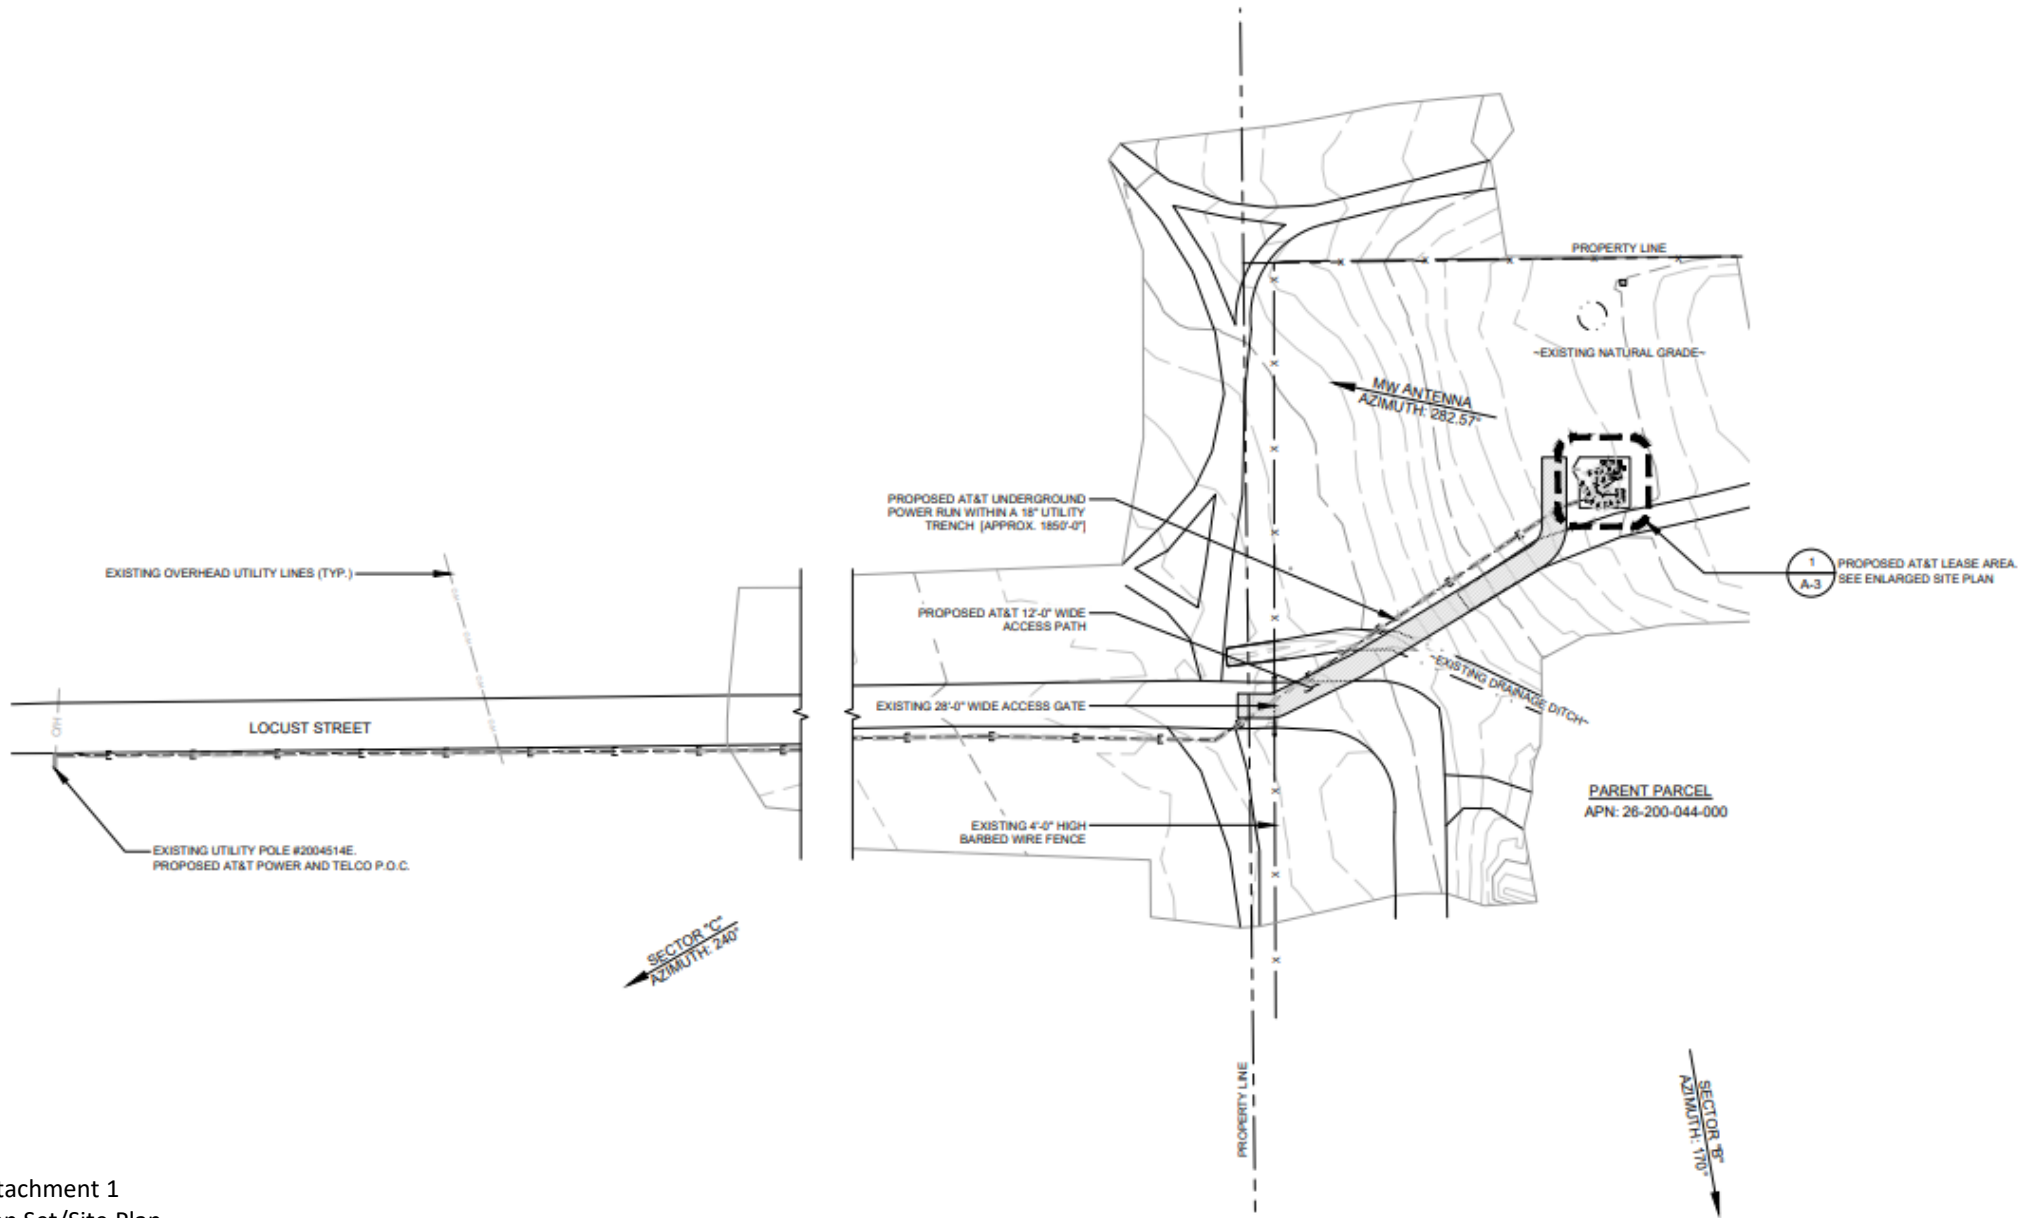 PROPERTY LINE
~EXISTING NATURAL GRADE~
MW ANTENNA
AZIMUTH: 282.57°
PROPOSED AT&T UNDERGROUND
POWER RUN WITHIN A 18" UTILITY
TRENCH [APPROX. 1850'-0"]
EXISTING OVERHEAD UTILITY LINES (TYP.)
1
A-3
PROPOSED AT&T LEASE AREA.
SEE ENLARGED SITE PLAN
PROPOSED AT&T 12'-0" WIDE
ACCESS PATH
~EXISTING DRAINAGE DITCH~
EXISTING 28'-0" WIDE ACCESS GATE
LOCUST STREET
PARENT PARCEL
APN: 26-200-044-000
EXISTING 4'-0" HIGH
BARBED WIRE FENCE
EXISTING UTILITY POLE #2004514E.
PROPOSED AT&T POWER AND TELCO P.O.C.
SECTOR "C"
AZIMUTH: 240°
PROPERTY LINE
SECTOR "B"
AZIMUTH: 170°
tachment 1